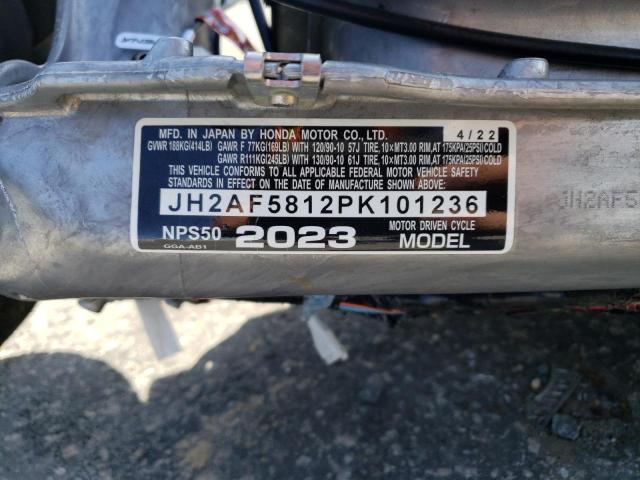 MFD. IN JAPAN BY HONDA MOTOR CO., LTD. 4/22
GVWR 188KG(414LB) GAWR F 77KG(169LB) WITH 120/90-10 57J TIRE, 10×MT3.00 RIM, AT 175KPA(25PSI) COLD
GAWR R111KG(245LB) WITH 130/90-10 61J TIRE, 10×MT3.00 RIM, AT 175KPA(25PSI) COLD
THIS VEHICLE CONFORMS TO ALL APPLICABLE FEDERAL MOTOR VEHICLE
SAFETY STANDARDS IN EFFECT ON THE DATE OF MANUFACTURE SHOWN ABOVE.
JH2AF5812PK101236
NPS50 2023 MOTOR DRIVEN CYCLE
GGA-AB1 MODEL
JH2AF5